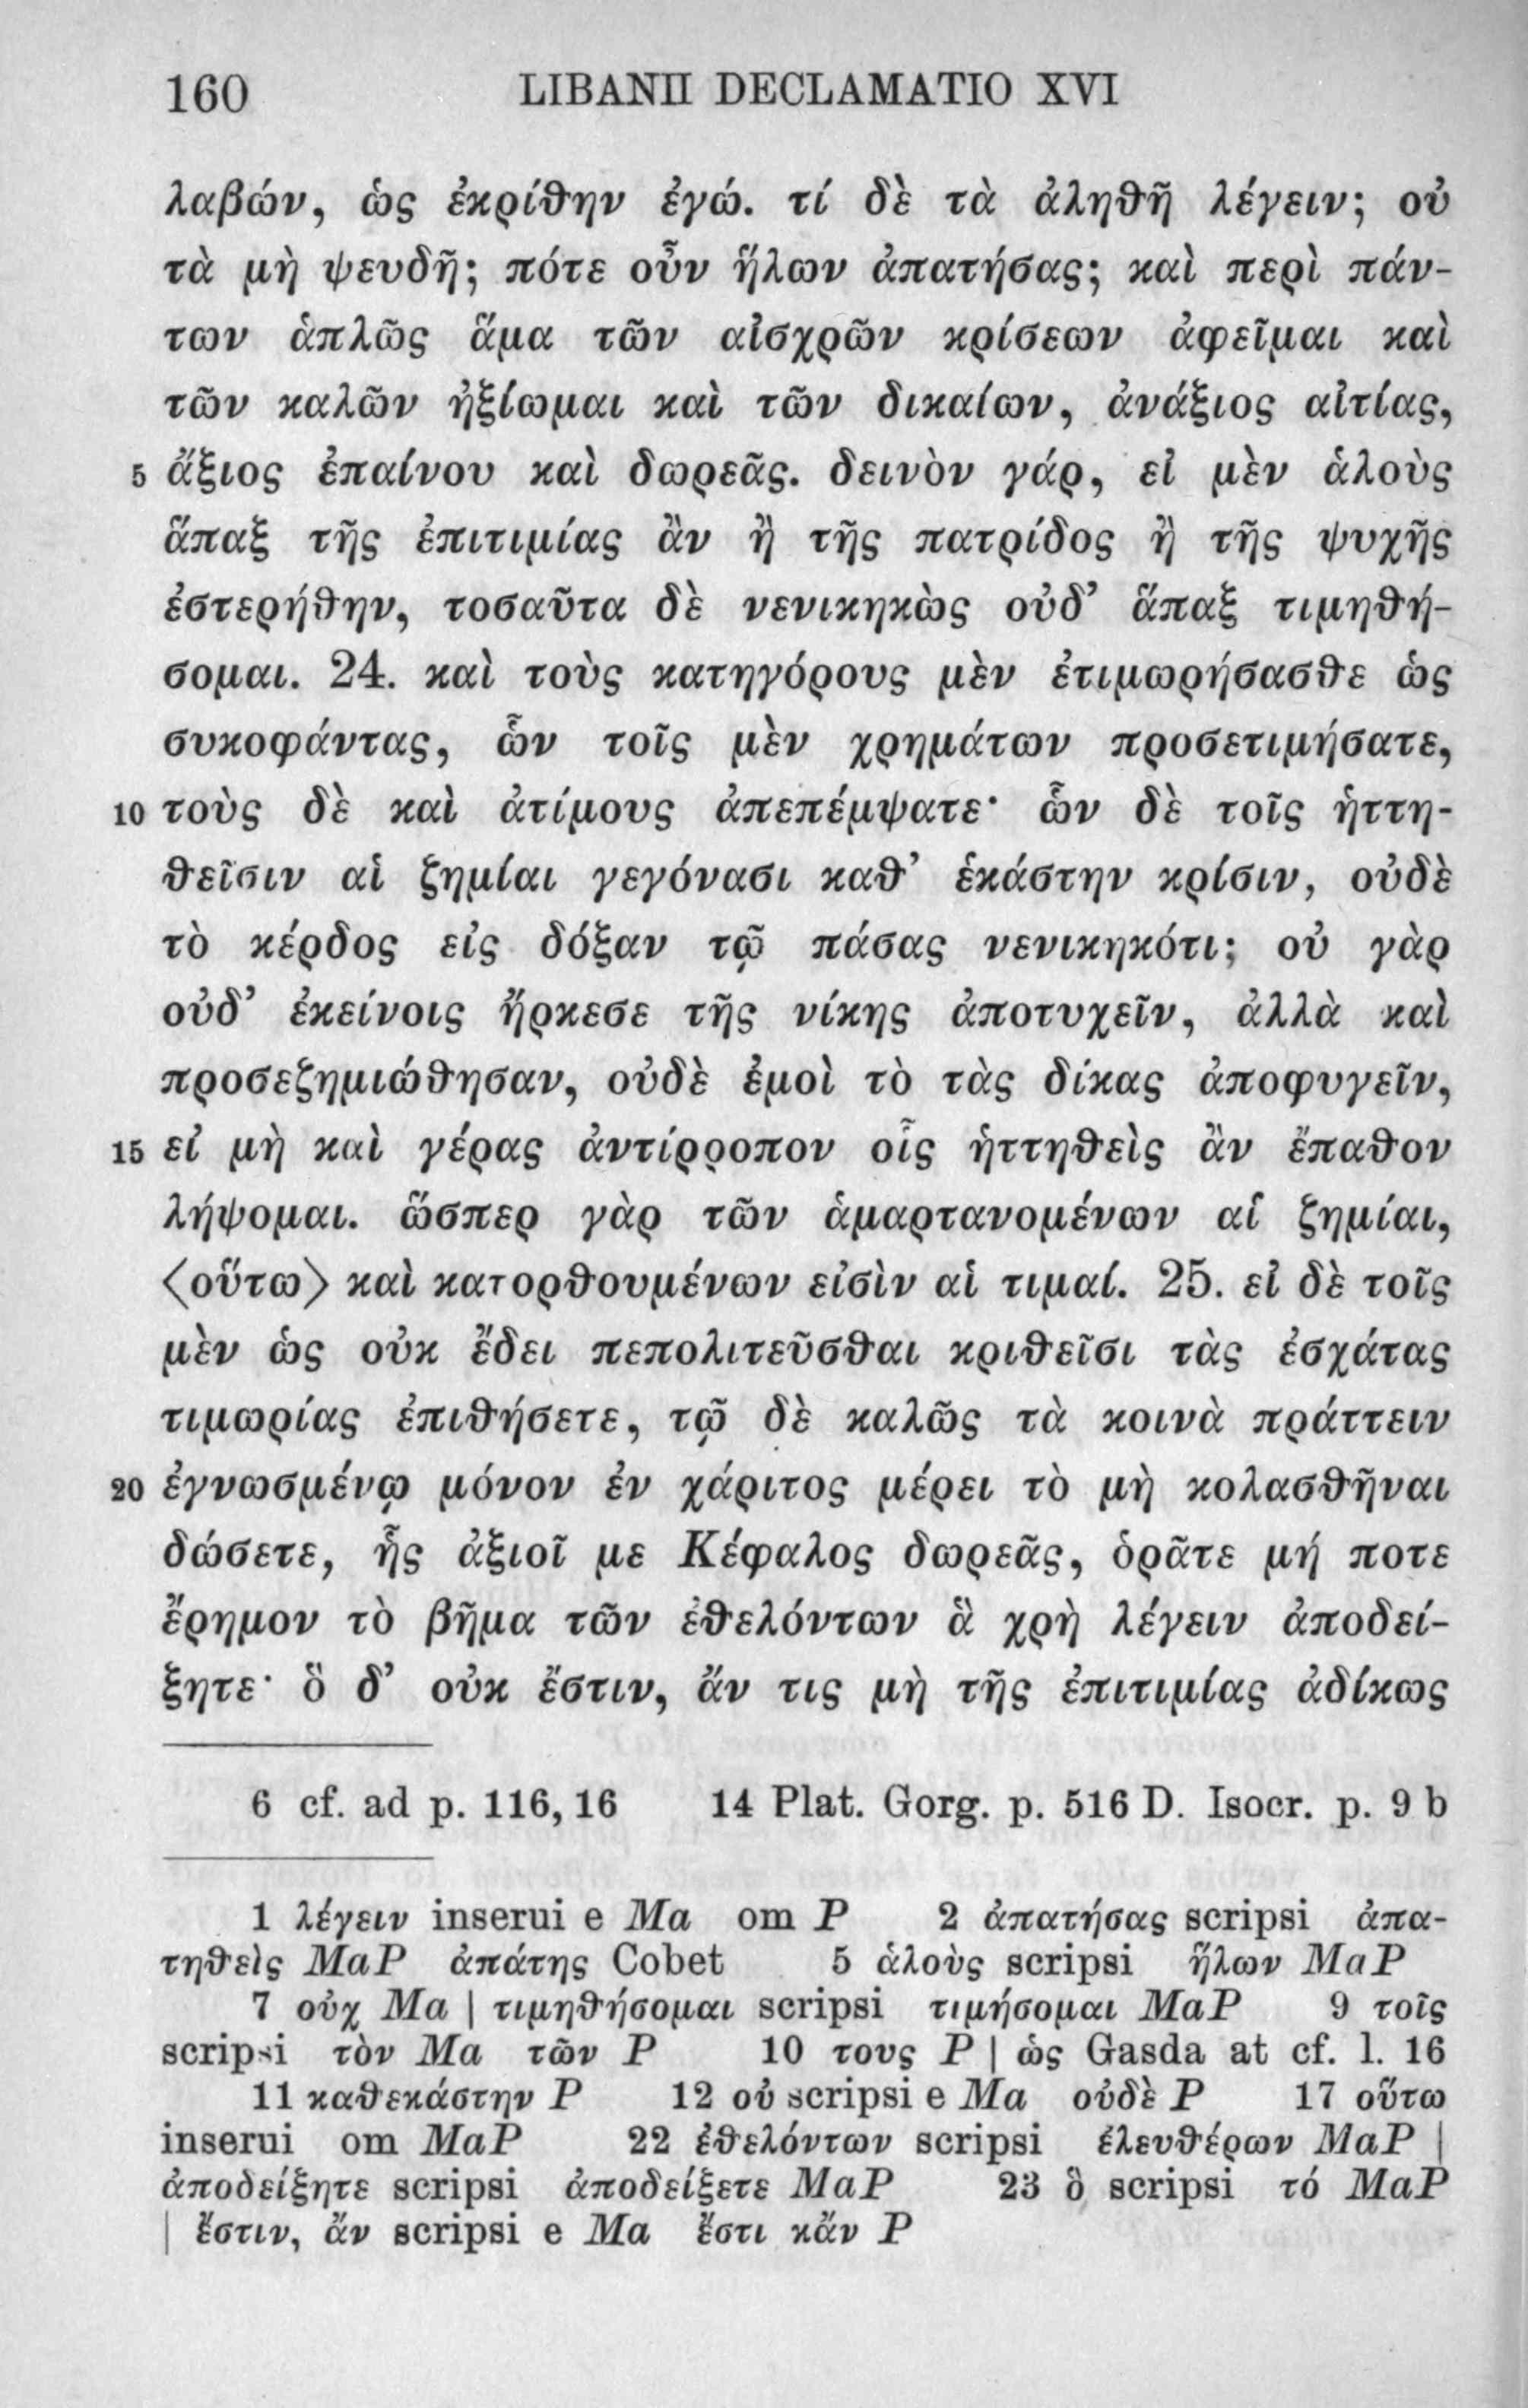 160 LIBANII DECLAMATIO XVI
λαβών, ὡς ἐκρίθην ἐγώ. τί δὲ τὰ ἀληθῆ λέγειν; οὐ
τὰ μὴ ψευδῆ; πότε οὖν ἥλων ἀπατήσας; καὶ περὶ πάν-
των ἁπλῶς ἅμα τῶν αἰσχρῶν κρίσεων ἀφεῖμαι καὶ
τῶν καλῶν ἠξίωμαι καὶ τῶν δικαίων, ἀνάξιος αἰτίας,
5 ἄξιος ἐπαίνου καὶ δωρεᾶς. δεινὸν γάρ, εἰ μὲν ἁλοὺς
ἅπαξ τῆς ἐπιτιμίας ἂν ἢ τῆς πατρίδος ἢ τῆς ψυχῆς
ἐστερήθην, τοσαῦτα δὲ νενικηκὼς οὐδ’ ἅπαξ τιμηθή-
σομαι. 24. καὶ τοὺς κατηγόρους μὲν ἐτιμωρήσασθε ὡς
συκοφάντας, ὧν τοῖς μὲν χρημάτων προσετιμήσατε,
10 τοὺς δὲ καὶ ἀτίμους ἀπεπέμψατε· ὧν δὲ τοῖς ἡττη-
θεῖσιν αἱ ζημίαι γεγόνασι καθ’ ἑκάστην κρίσιν, οὐδὲ
τὸ κέρδος εἰς δόξαν τῷ πάσας νενικηκότι; οὐ γὰρ
οὐδ’ ἐκείνοις ἤρκεσε τῆς νίκης ἀποτυχεῖν, ἀλλὰ καὶ
προσεζημιώθησαν, οὐδὲ ἐμοὶ τὸ τὰς δίκας ἀποφυγεῖν,
15 εἰ μὴ καὶ γέρας ἀντίρροπον οἷς ἡττηθεὶς ἂν ἔπαθον
λήψομαι. ὥσπερ γὰρ τῶν ἁμαρτανομένων αἱ ζημίαι,
⟨οὕτω⟩ καὶ κατορθουμένων εἰσὶν αἱ τιμαί. 25. εἰ δὲ τοῖς
μὲν ὡς οὐκ ἔδει πεπολιτεῦσθαι κριθεῖσι τὰς ἐσχάτας
τιμωρίας ἐπιθήσετε, τῷ δὲ καλῶς τὰ κοινὰ πράττειν
20 ἐγνωσμένῳ μόνον ἐν χάριτος μέρει τὸ μὴ κολασθῆναι
δώσετε, ἧς ἀξιοῖ με Κέφαλος δωρεᾶς, ὁρᾶτε μή ποτε
ἔρημον τὸ βῆμα τῶν ἐθελόντων ἃ χρὴ λέγειν ἀποδεί-
ξητε· ὃ δ’ οὐκ ἔστιν, ἄν τις μὴ τῆς ἐπιτιμίας ἀδίκως
6 cf. ad p. 116, 16 14 Plat. Gorg. p. 516 D. Isocr. p. 9 b
1 λέγειν inserui e Ma om P 2 ἀπατήσας scripsi ἀπα-
τηθεὶς MaP ἀπάτης Cobet 5 ἁλοὺς scripsi ἥλων MaP
7 οὐχ Ma | τιμηθήσομαι scripsi τιμήσομαι MaP 9 τοῖς
scripsi τὸν Ma τῶν P 10 τους P | ὡς Gasda at cf. l. 16
11 καθεκάστην P 12 οὐ scripsi e Ma οὐδὲ P 17 οὕτω
inserui om MaP 22 ἐθελόντων scripsi ἐλευθέρων MaP |
ἀποδείξητε scripsi ἀποδείξετε MaP 23 ὃ scripsi τό MaP
| ἔστιν, ἄν scripsi e Ma ἔστι κἄν P